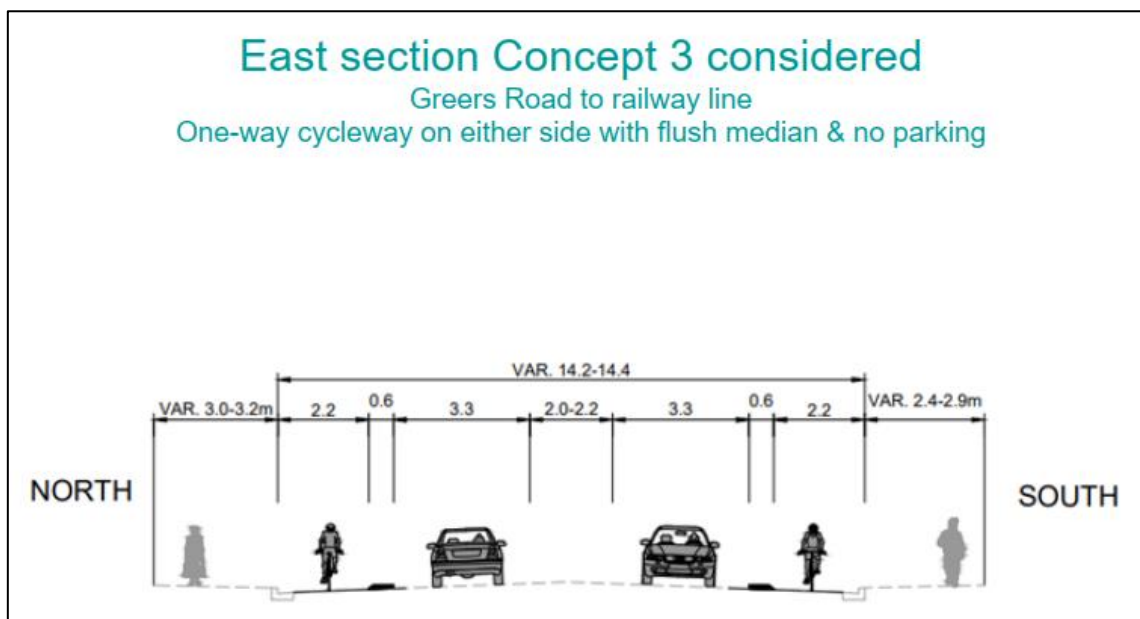 East section Concept 3 considered
Greers Road to railway line
One-way cycleway on either side with flush median & no parking
VAR. 14.2-14.4
VAR. 3.0-3.2m 2.2 0.6 3.3 2.0-2.2 3.3 0.6 2.2 VAR. 2.4-2.9m
NORTH SOUTH